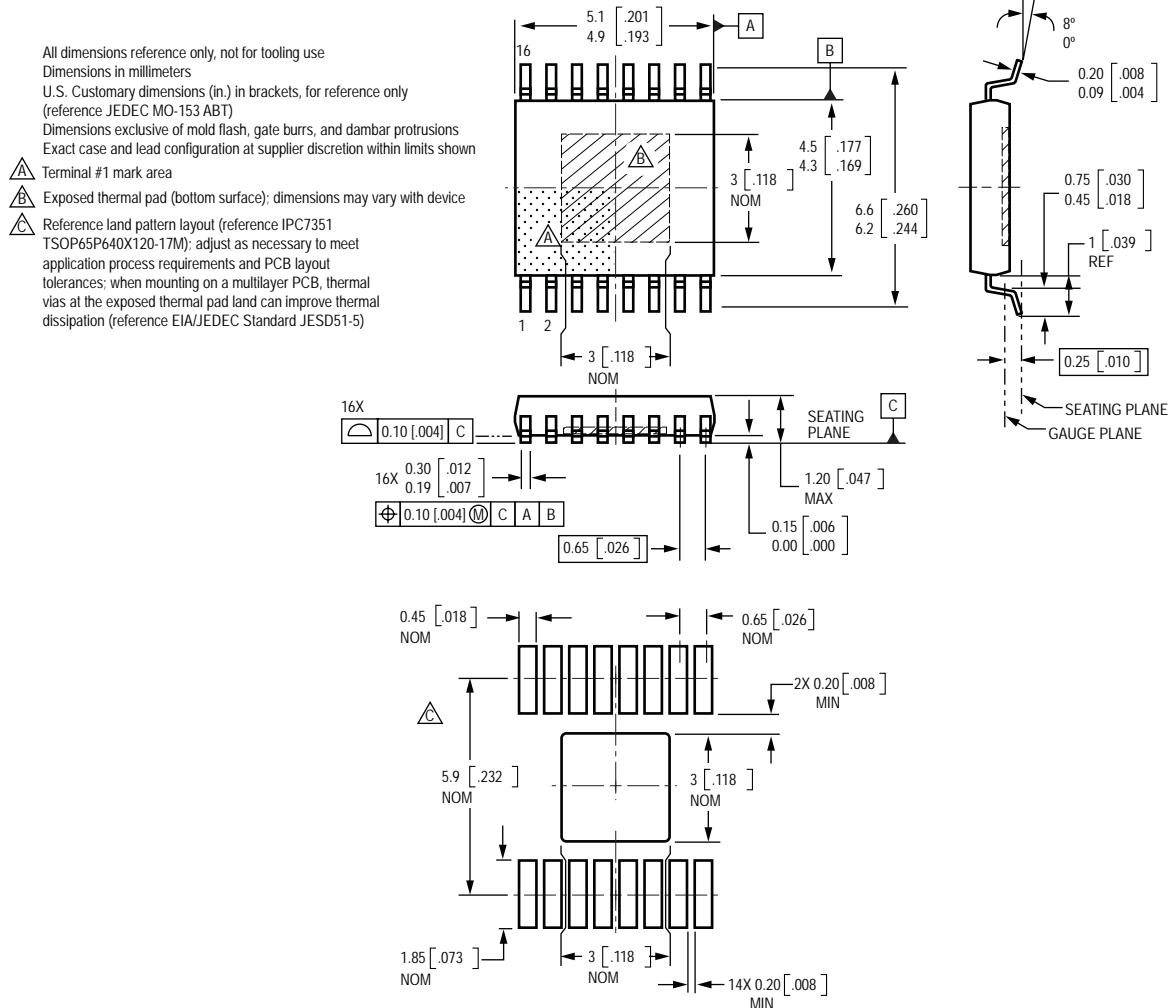 All dimensions reference only, not for tooling use
Dimensions in millimeters
U.S. Customary dimensions (in.) in brackets, for reference only
(reference JEDEC MO-153 ABT)
Dimensions exclusive of mold flash, gate burrs, and dambar protrusions
Exact case and lead configuration at supplier discretion within limits shown
A Terminal #1 mark area
B Exposed thermal pad (bottom surface); dimensions may vary with device
C Reference land pattern layout (reference IPC7351
TSOP65P640X120-17M); adjust as necessary to meet
application process requirements and PCB layout
tolerances; when mounting on a multilayer PCB, thermal
vias at the exposed thermal pad land can improve thermal
dissipation (reference EIA/JEDEC Standard JESD51-5)
5.1 [.201
4.9 .193]
A
16
B
B
A
3 [.118]
NOM
4.5 [.177
4.3 .169]
6.6 [.260
6.2 .244]
1 2
3 [.118]
NOM
8º
0º
0.20 [.008
0.09 .004]
0.75 [.030
0.45 .018]
1 [.039]
REF
0.25 [.010]
SEATING PLANE
GAUGE PLANE
16X
0.10 [.004] C
SEATING
PLANE
C
16X 0.30 [.012
0.19 .007]
0.10 [.004] M C A B
1.20 [.047]
MAX
0.15 [.006
0.00 .000]
0.65 [.026]
0.45 [.018]
NOM
0.65 [.026]
NOM
2X 0.20 [.008]
MIN
C
5.9 [.232]
NOM
3 [.118]
NOM
1.85 [.073]
NOM
3 [.118]
NOM
14X 0.20 [.008]
MIN